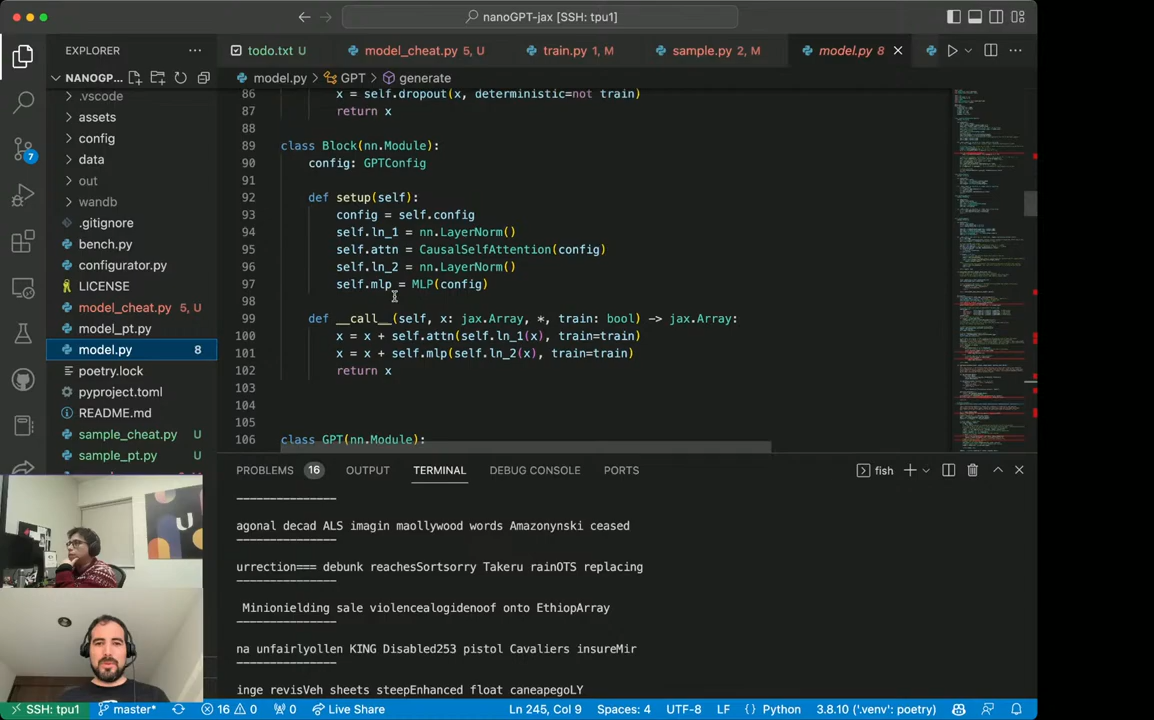 nanoGPT-jax [SSH: tpu1]
EXPLORER
todo.txt U
model_cheat.py 5, U
train.py 1, M
sample.py 2, M
model.py 8
NANOGP...
model.py > GPT > generate
.vscode
assets
config
data
out
wandb
.gitignore
bench.py
configurator.py
LICENSE
model_cheat.py 5, U
model_pt.py
model.py 8
poetry.lock
pyproject.toml
README.md
sample_cheat.py U
sample_pt.py U
7
86 x = self.dropout(x, deterministic=not train)
87 return x
88
89 class Block(nn.Module):
90 config: GPTConfig
91
92 def setup(self):
93 config = self.config
94 self.ln_1 = nn.LayerNorm()
95 self.attn = CausalSelfAttention(config)
96 self.ln_2 = nn.LayerNorm()
97 self.mlp = MLP(config)
98
99 def __call__(self, x: jax.Array, *, train: bool) -> jax.Array:
100 x = x + self.attn(self.ln_1(x), train=train)
101 x = x + self.mlp(self.ln_2(x), train=train)
102 return x
103
104
105
106 class GPT(nn.Module):
PROBLEMS 16 OUTPUT TERMINAL DEBUG CONSOLE PORTS
fish
---------------
agonal decad ALS imagin maollywood words Amazonynski ceased
---------------
urrection=== debunk reachesSortsorry Takeru rainOTS replacing
---------------
Minionielding sale violencealogidenoof onto EthiopArray
---------------
na unfairlyollen KING Disabled253 pistol Cavaliers insureMir
---------------
inge revisVeh sheets steepEnhanced float caneapegoLY
SSH: tpu1 master* 16 0 0 Live Share Ln 245, Col 9 Spaces: 4 UTF-8 LF { } Python 3.8.10 ('.venv': poetry)